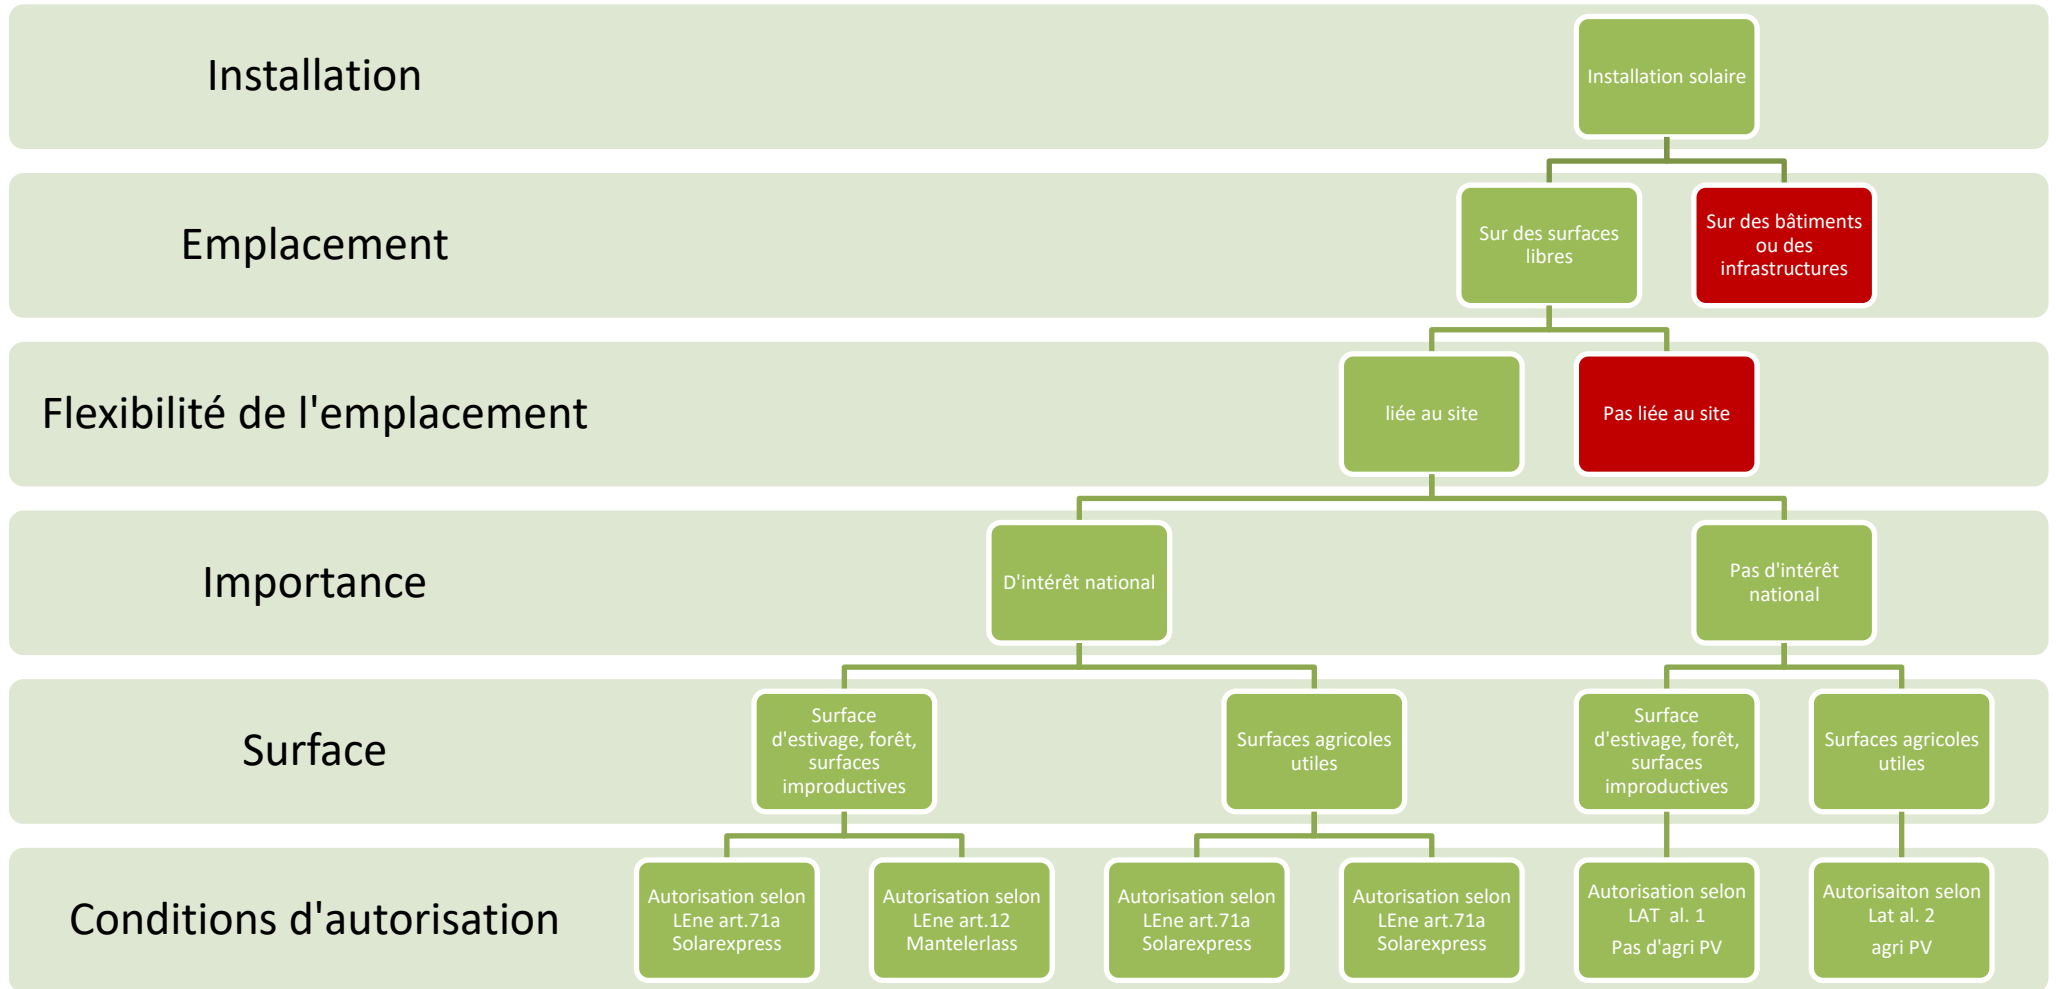 Installation
Installation solaire
Emplacement
Sur des surfaces
libres
Sur des bâtiments
ou des
infrastructures
Flexibilité de l'emplacement
liée au site
Pas liée au site
Importance
D'intérêt national
Pas d'intérêt
national
Surface
Surface
d'estivage, forêt,
surfaces
improductives
Surfaces agricoles
utiles
Surface
d'estivage, forêt,
surfaces
improductives
Surfaces agricoles
utiles
Conditions d'autorisation
Autorisation selon
LEne art.71a
Solarexpress
Autorisation selon
LEne art.12
Mantelerlass
Autorisation selon
LEne art.71a
Solarexpress
Autorisation selon
LEne art.71a
Solarexpress
Autorisation selon
LAT al. 1
Pas d'agri PV
Autorisaiton selon
Lat al. 2
agri PV